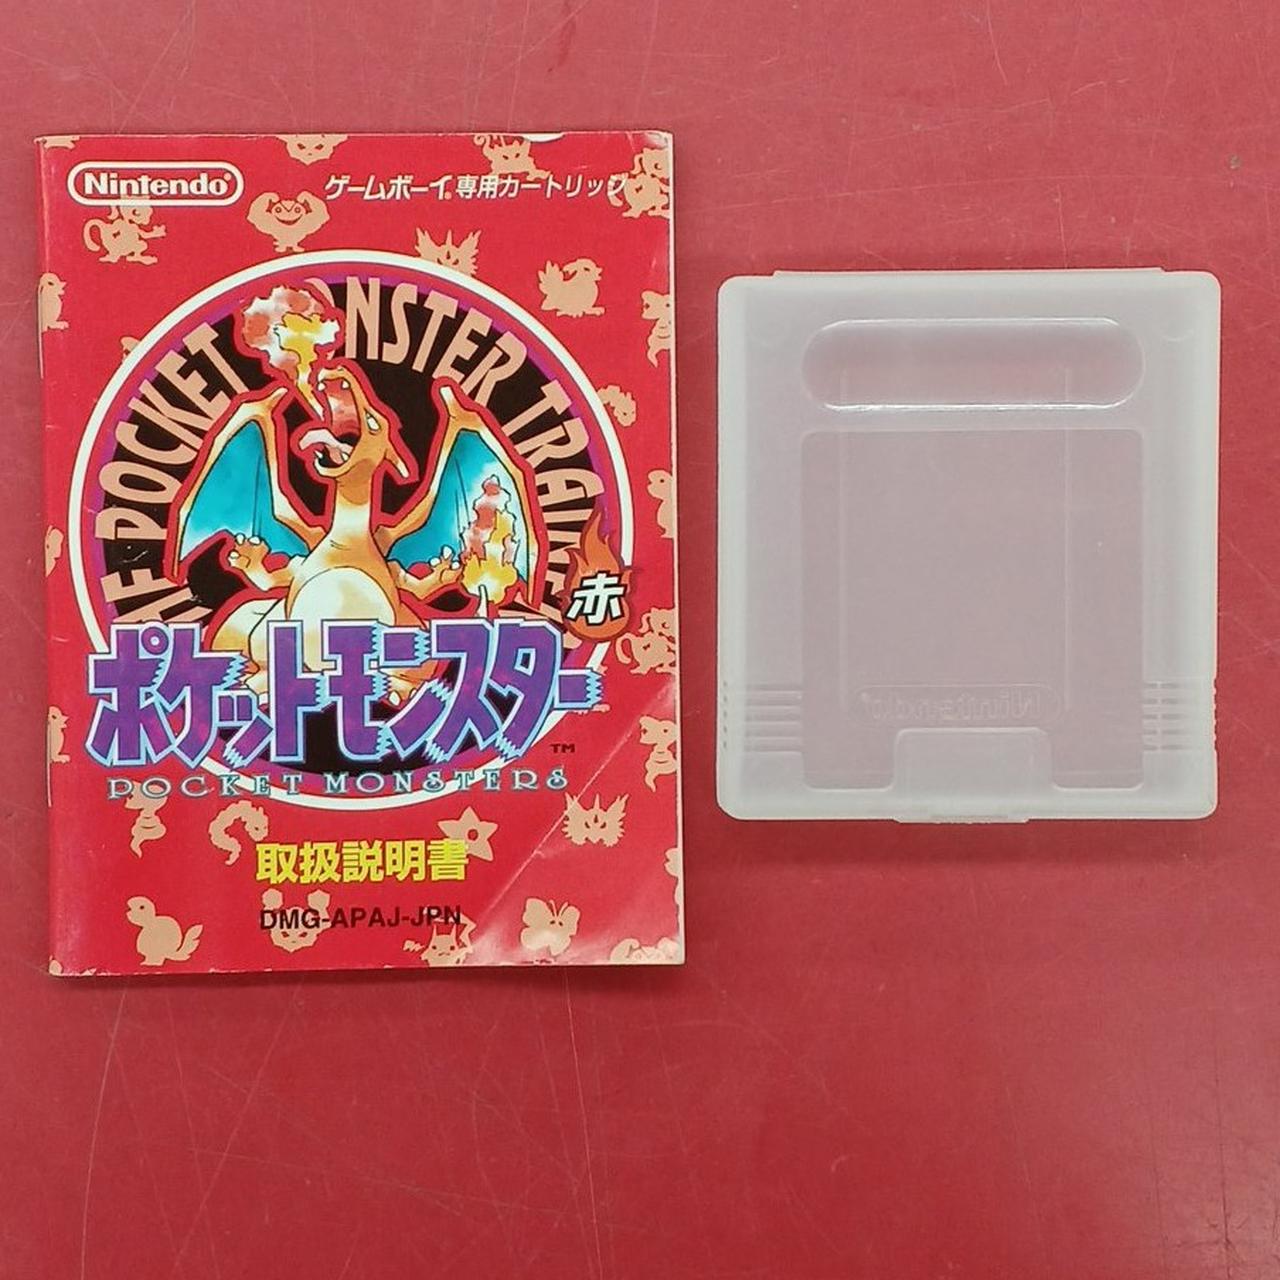 Nintendo
ゲームボーイ専用カートリッジ
THE POCKET MONSTER TRAINER
赤
ポケットモンスター
TM
POCKET MONSTERS
取扱説明書
DMG-APAJ-JPN
Nintendo